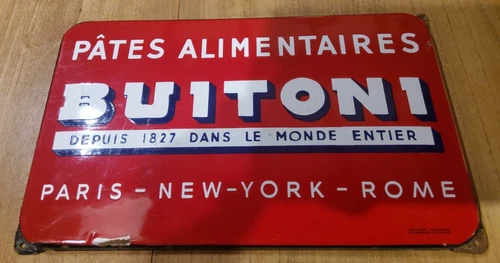 PÂTES ALIMENTAIRES
BUITONI
DEPUIS 1827 DANS LE MONDE ENTIER
PARIS - NEW-YORK - ROME